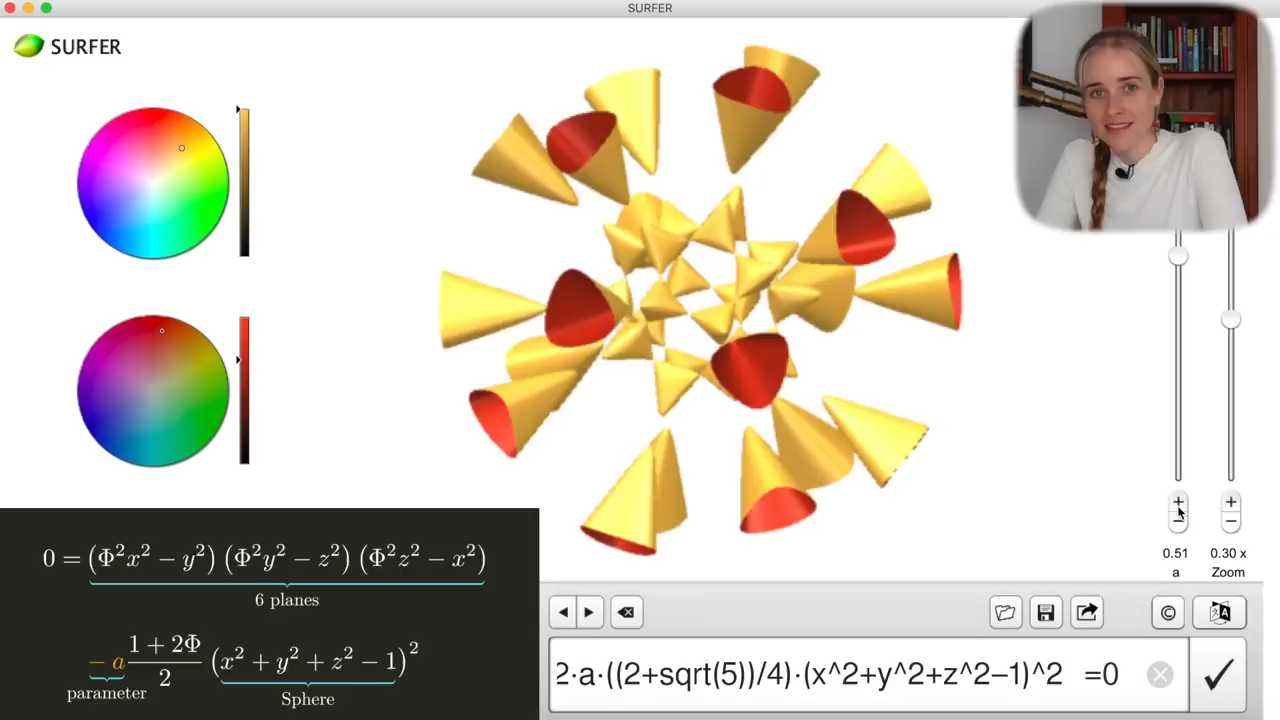 SURFER
SURFER
0.51
a
0.30 x
Zoom
0 = (Φ²x² − y²) (Φ²y² − z²) (Φ²z² − x²)
6 planes
− a (1 + 2Φ)/2 (x² + y² + z² − 1)²
parameter
Sphere
2·a·((2+sqrt(5))/4)·(x^2+y^2+z^2–1)^2 =0